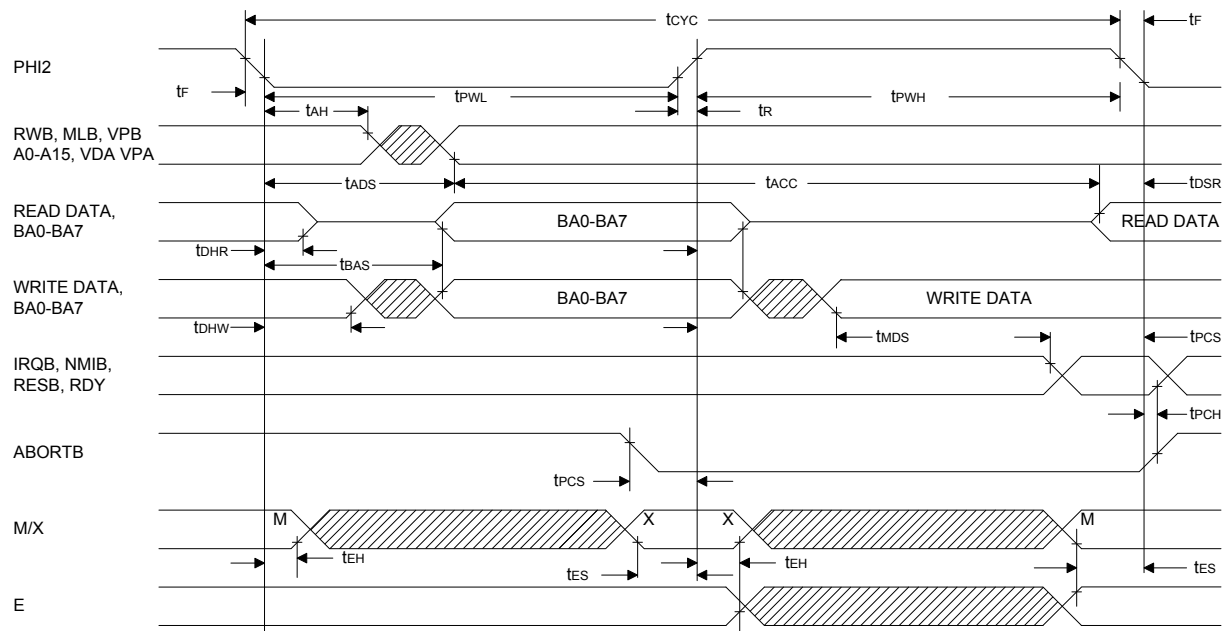 tCYC tF
PHI2
tF tPWL tR tPWH
tAH
RWB, MLB, VPB
A0-A15, VDA VPA
tADS tACC tDSR
READ DATA,
BA0-BA7
BA0-BA7 READ DATA
tDHR tBAS
WRITE DATA,
BA0-BA7
BA0-BA7 WRITE DATA
tDHW tMDS tPCS
IRQB, NMIB,
RESB, RDY
tPCH
ABORTB
tPCS
M/X
M X X M
tEH tES tEH tES
E